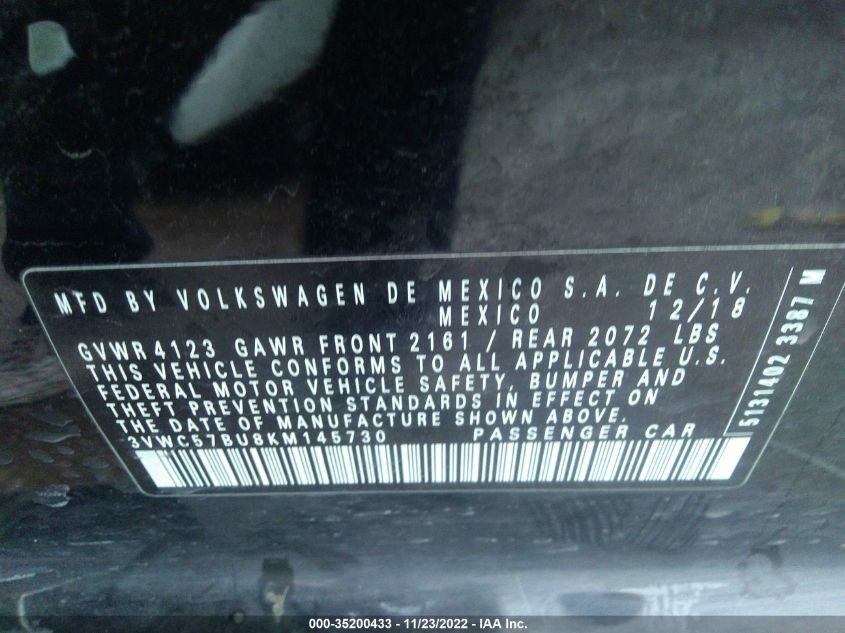 MFD BY VOLKSWAGEN DE MEXICO S.A. DE C.V.
MEXICO 12/18
GVWR 4123 GAWR FRONT 2161 / REAR 2072 LBS
THIS VEHICLE CONFORMS TO ALL APPLICABLE U.S.
FEDERAL MOTOR VEHICLE SAFETY, BUMPER AND
THEFT PREVENTION STANDARDS IN EFFECT ON
THE DATE OF MANUFACTURE SHOWN ABOVE.
3VWC57BU8KM145730 PASSENGER CAR
5131402 3387 M
000-35200433 - 11/23/2022 - IAA Inc.